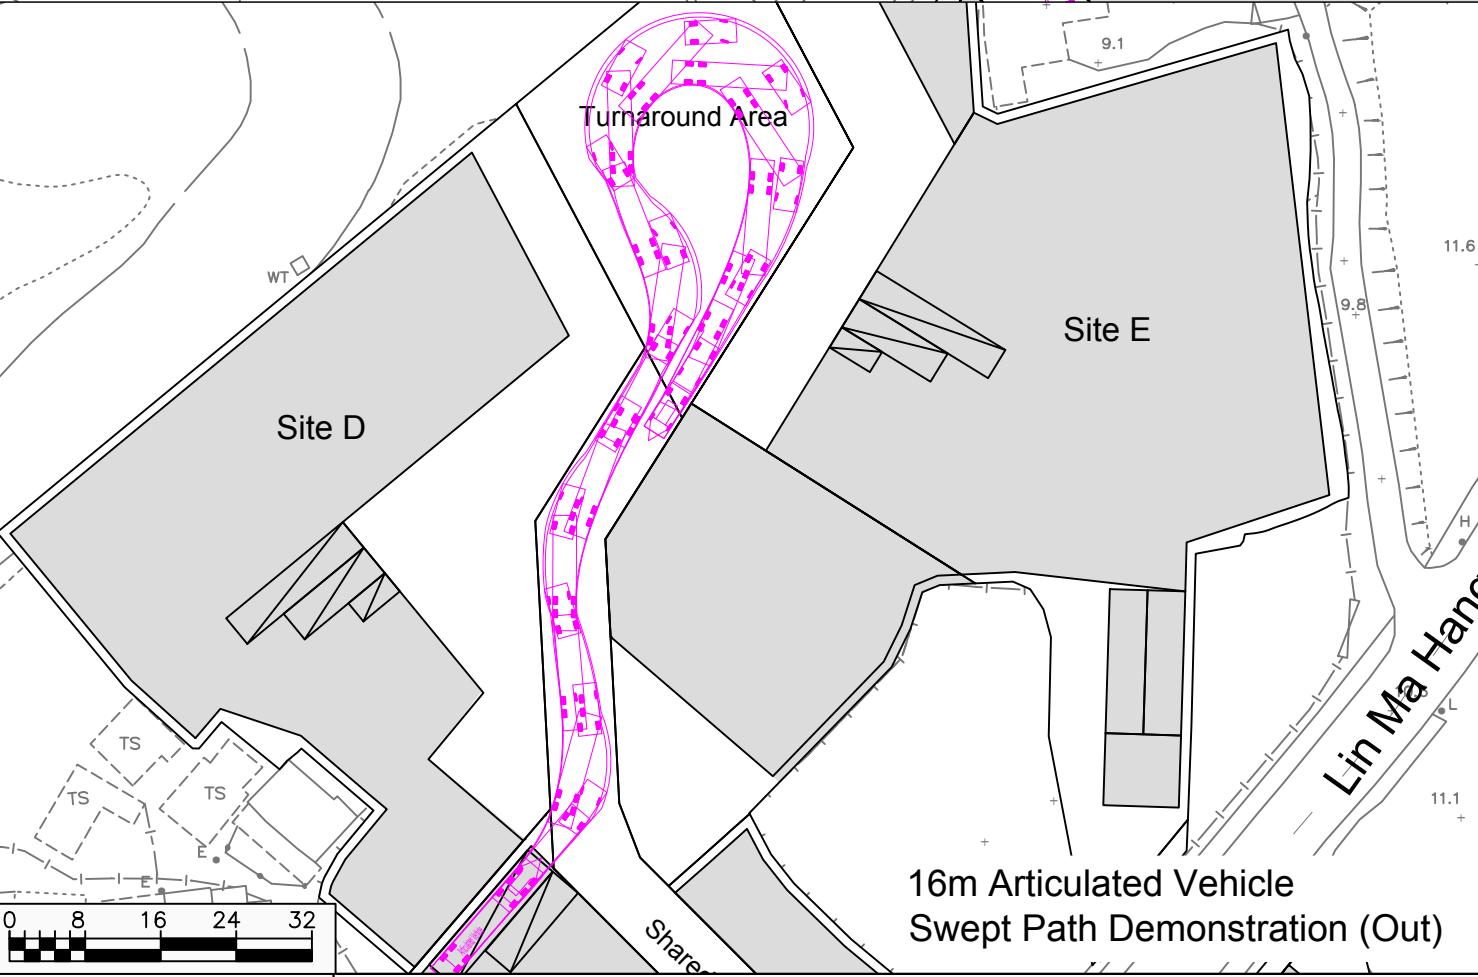 9.1
Turnaround Area
11.6
WT
9.8
Site E
Site D
H
Lin Ma Hang
L
TS
TS
TS
11.1
E
E
16m Articulated Vehicle
Swept Path Demonstration (Out)
Shared
0 8 16 24 32